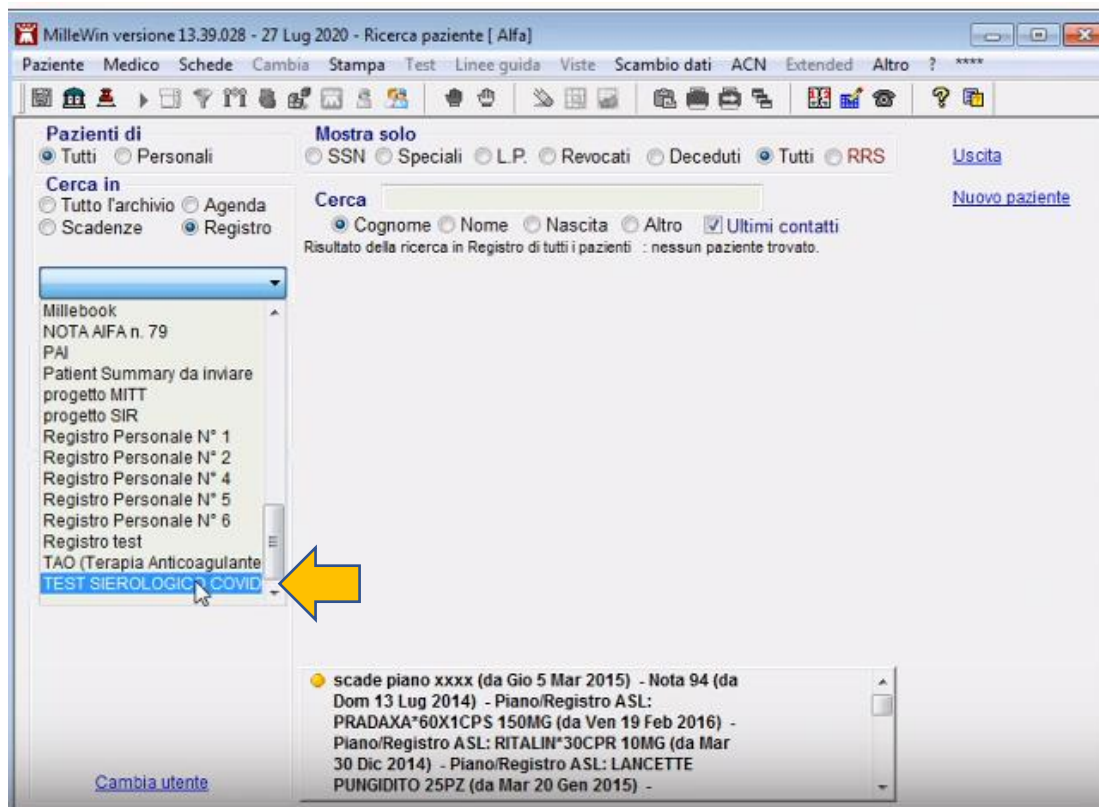 MilleWin versione 13.39.028 - 27 Lug 2020 - Ricerca paziente [ Alfa]
Paziente Medico Schede Cambia Stampa Test Linee guida Viste Scambio dati ACN Extended Altro ? ****
Pazienti di
Tutti Personali
Cerca in
Tutto l'archivio Agenda
Scadenze Registro
Mostra solo
SSN Speciali L.P. Revocati Deceduti Tutti RRS
Cerca
Cognome Nome Nascita Altro Ultimi contatti
Risultato della ricerca in Registro di tutti i pazienti : nessun paziente trovato.
Uscita
Nuovo paziente
Millebook
NOTA AIFA n. 79
PAI
Patient Summary da inviare
progetto MITT
progetto SIR
Registro Personale N° 1
Registro Personale N° 2
Registro Personale N° 4
Registro Personale N° 5
Registro Personale N° 6
Registro test
TAO (Terapia Anticoagulante
TEST SIEROLOGICO COVID
scade piano xxxx (da Gio 5 Mar 2015) - Nota 94 (da
Dom 13 Lug 2014) - Piano/Registro ASL:
PRADAXA*60X1CPS 150MG (da Ven 19 Feb 2016) -
Piano/Registro ASL: RITALIN*30CPR 10MG (da Mar
30 Dic 2014) - Piano/Registro ASL: LANCETTE
PUNGIDITO 25PZ (da Mar 20 Gen 2015) -
Cambia utente